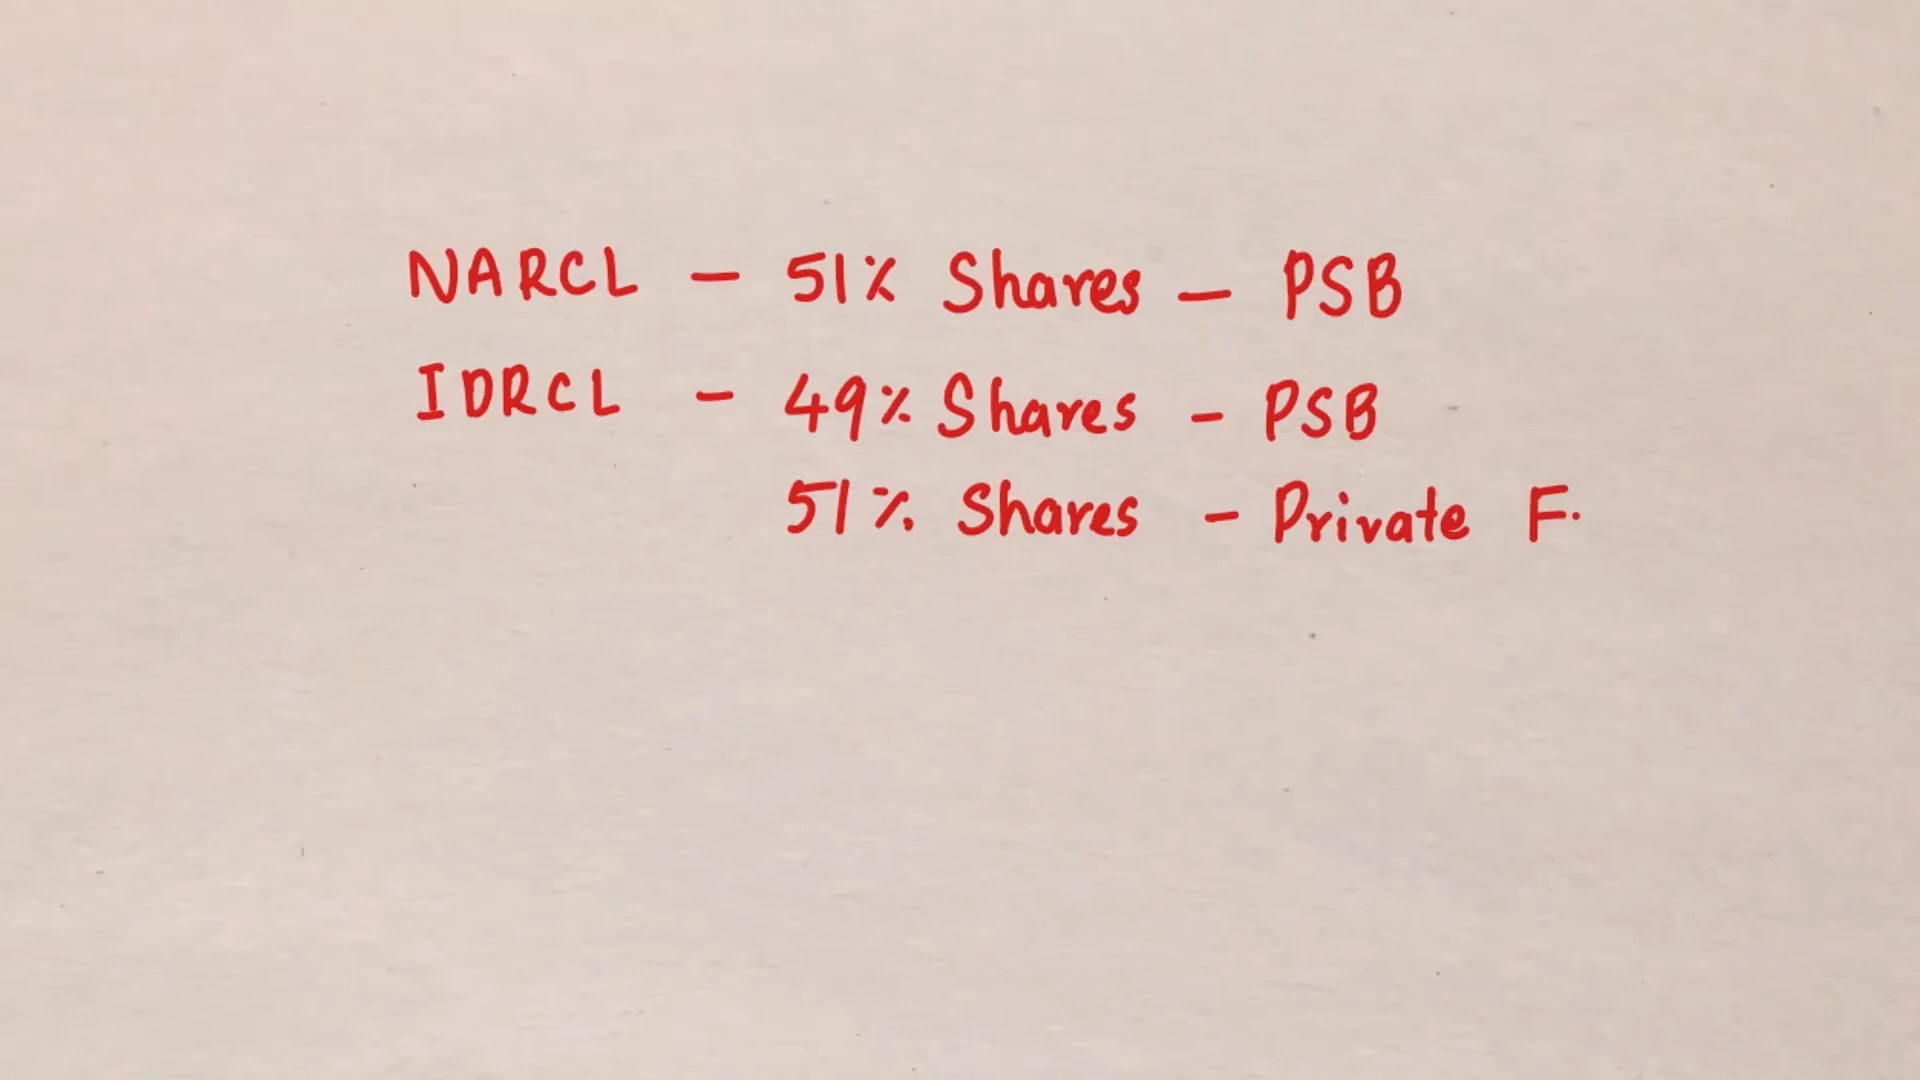 NARCL - 51% Shares - PSB
IDRCL - 49% Shares - PSB
51% Shares - Private F.